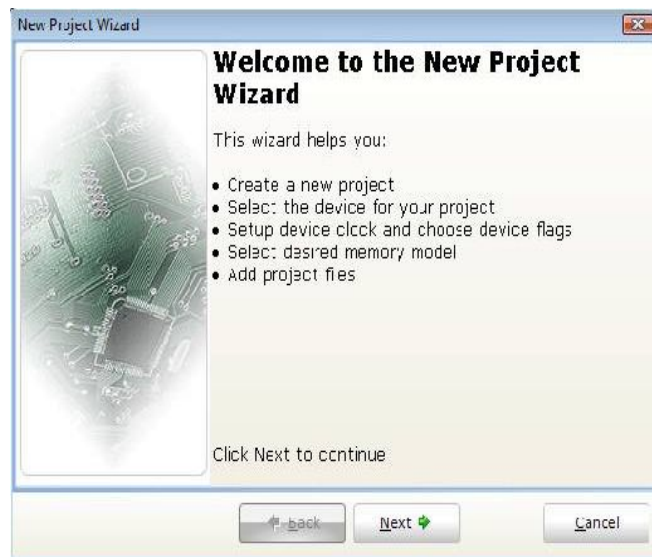 New Project Wizard
Welcome to the New Project
Wizard
This wizard helps you:
• Create a new project
• Select the device for your project
• Setup device clock and choose device flags
• Select desired memory model
• Add project files
Click Next to continue
Back
Next
Cancel